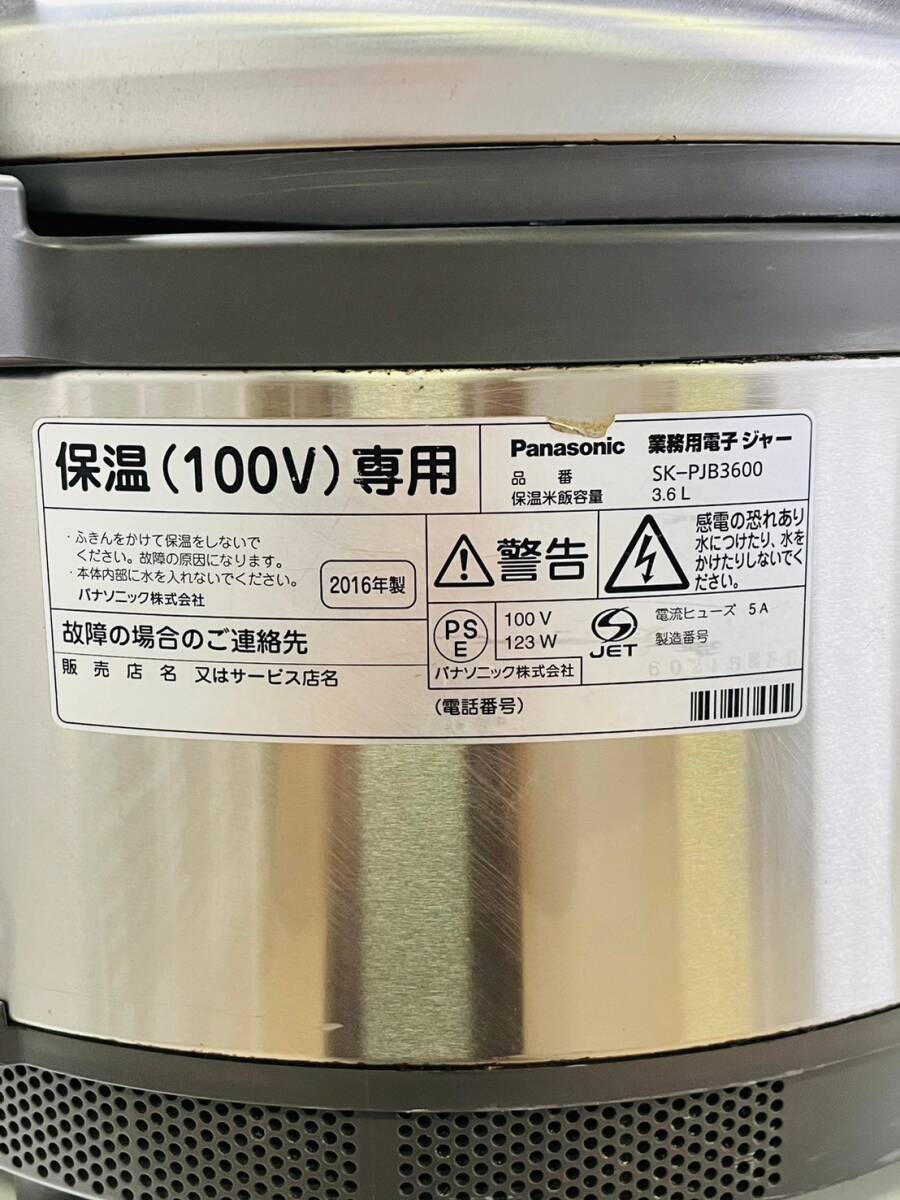 保温(100V)専用
Panasonic 業務用電子ジャー
品番 SK-PJB3600
保温米飯容量 3.6L
・ふきんをかけて保温をしないで
ください。故障の原因になります。
・本体内部に水を入れないでください。
パナソニック株式会社
2016年製
警告
感電の恐れあり
水につけたり、水を
かけたりしないでく
ださい。
故障の場合のご連絡先
販売店名又はサービス店名
(電話番号)
PS
E
100V
123W
パナソニック株式会社
JET
電流ヒューズ 5A
製造番号